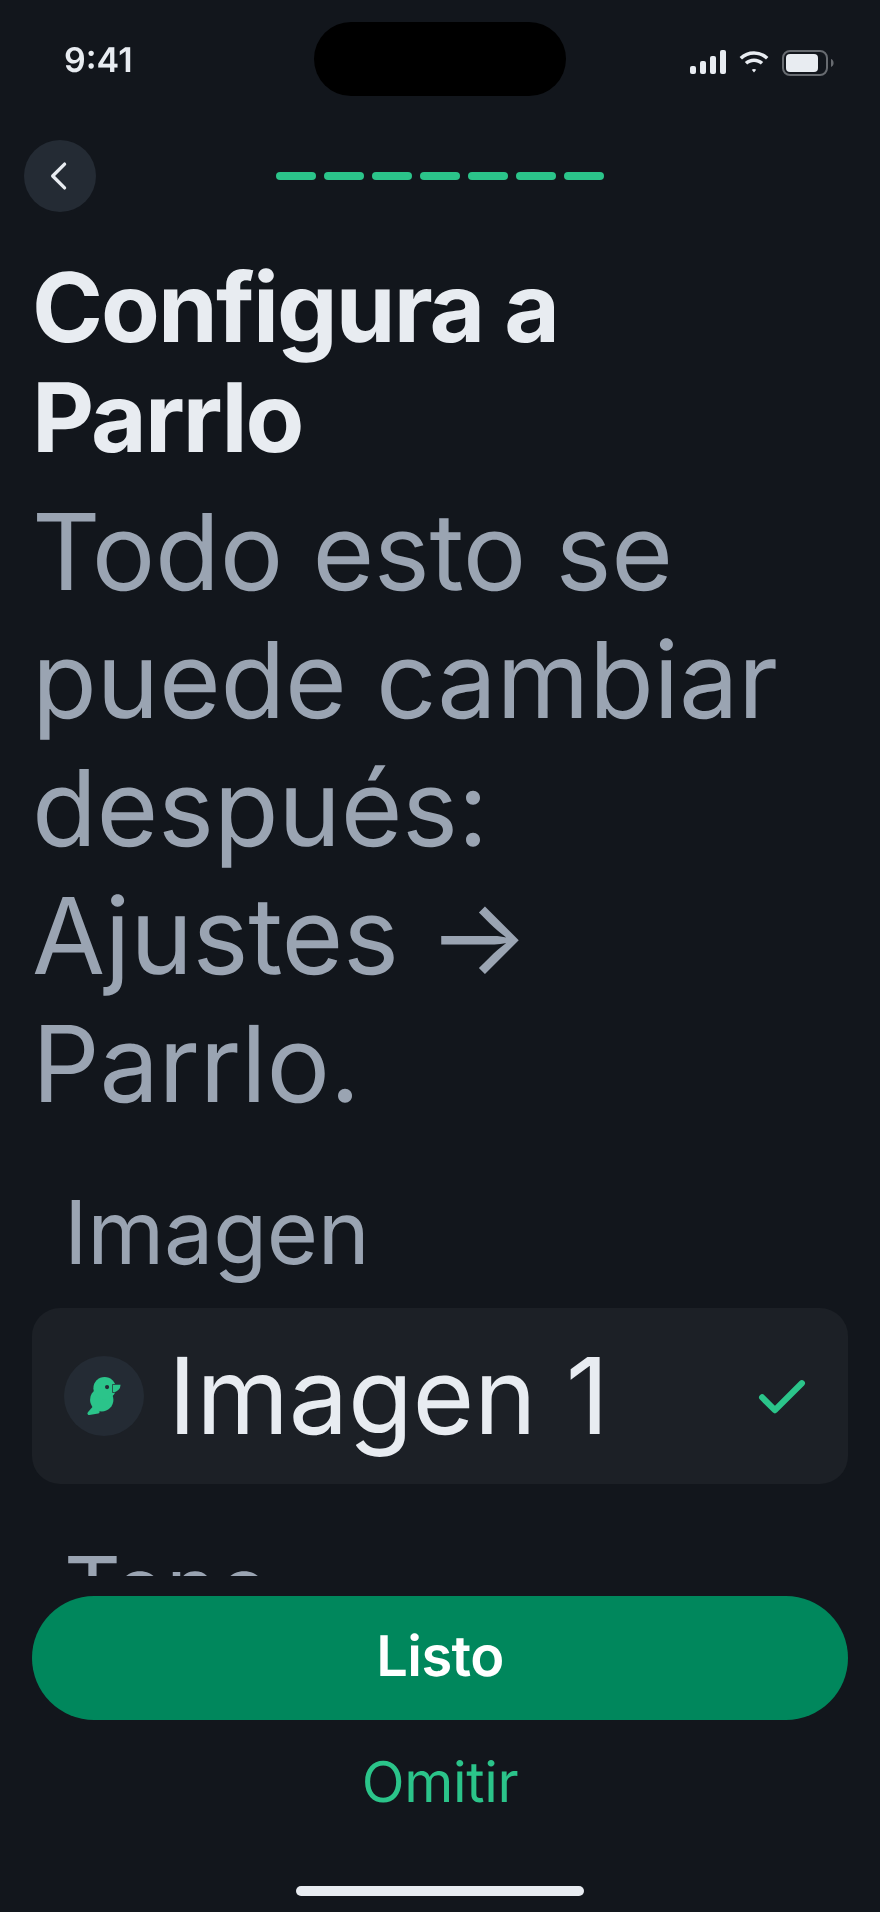 9:41
Configura a
Parrlo
Todo esto se
puede cambiar
después:
Ajustes →
Parrlo.
Imagen
Imagen 1
Listo
Omitir